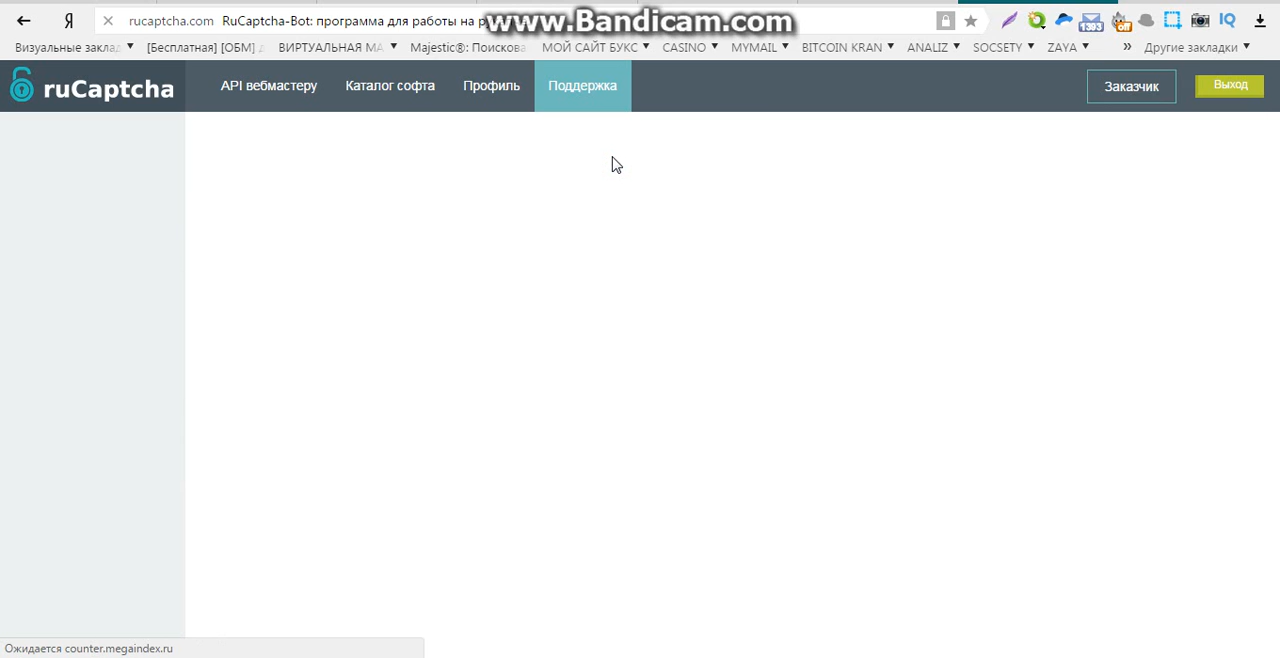 www.Bandicam.com
Я rucaptcha.com RuCaptcha-Bot: программа для работы на
Визуальные заклад [Бесплатная] [ОБМ] ВИРТУАЛЬНАЯ МА Majestic®: Поискова МОЙ САЙТ БУКС CASINO MYMAIL BITCOIN KRAN ANALIZ SOCSETY ZAYA » Другие закладки
ruCaptcha API вебмастеру Каталог софта Профиль Поддержка Заказчик Выход
Ожидается counter.megaindex.ru